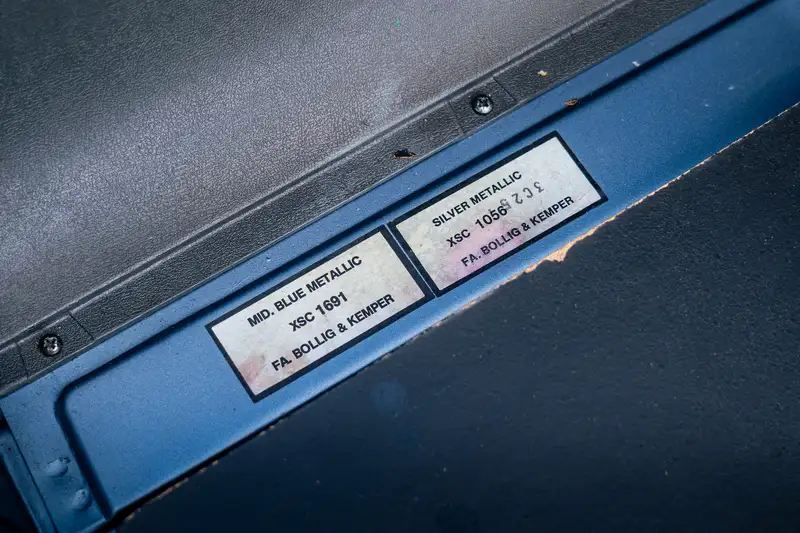 MID. BLUE METALLIC
XSC 1691
FA. BOLLIG & KEMPER
SILVER METALLIC
XSC 1056
FA. BOLLIG & KEMPER